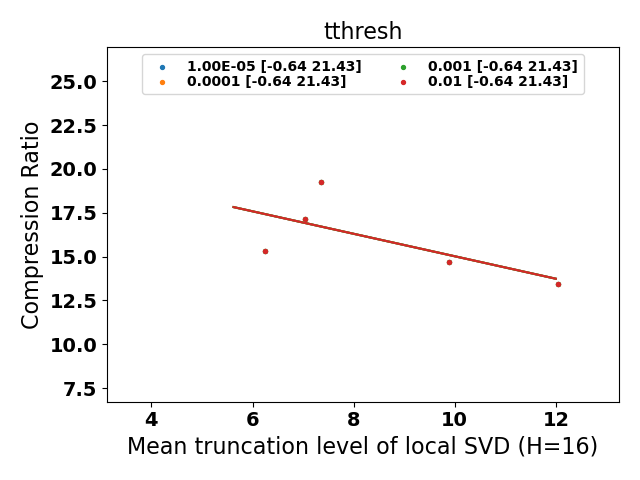 tthresh
1.00E-05 [-0.64 21.43]
0.0001 [-0.64 21.43]
0.001 [-0.64 21.43]
0.01 [-0.64 21.43]
Compression Ratio
25.0
22.5
20.0
17.5
15.0
12.5
10.0
7.5
4 6 8 10 12
Mean truncation level of local SVD (H=16)